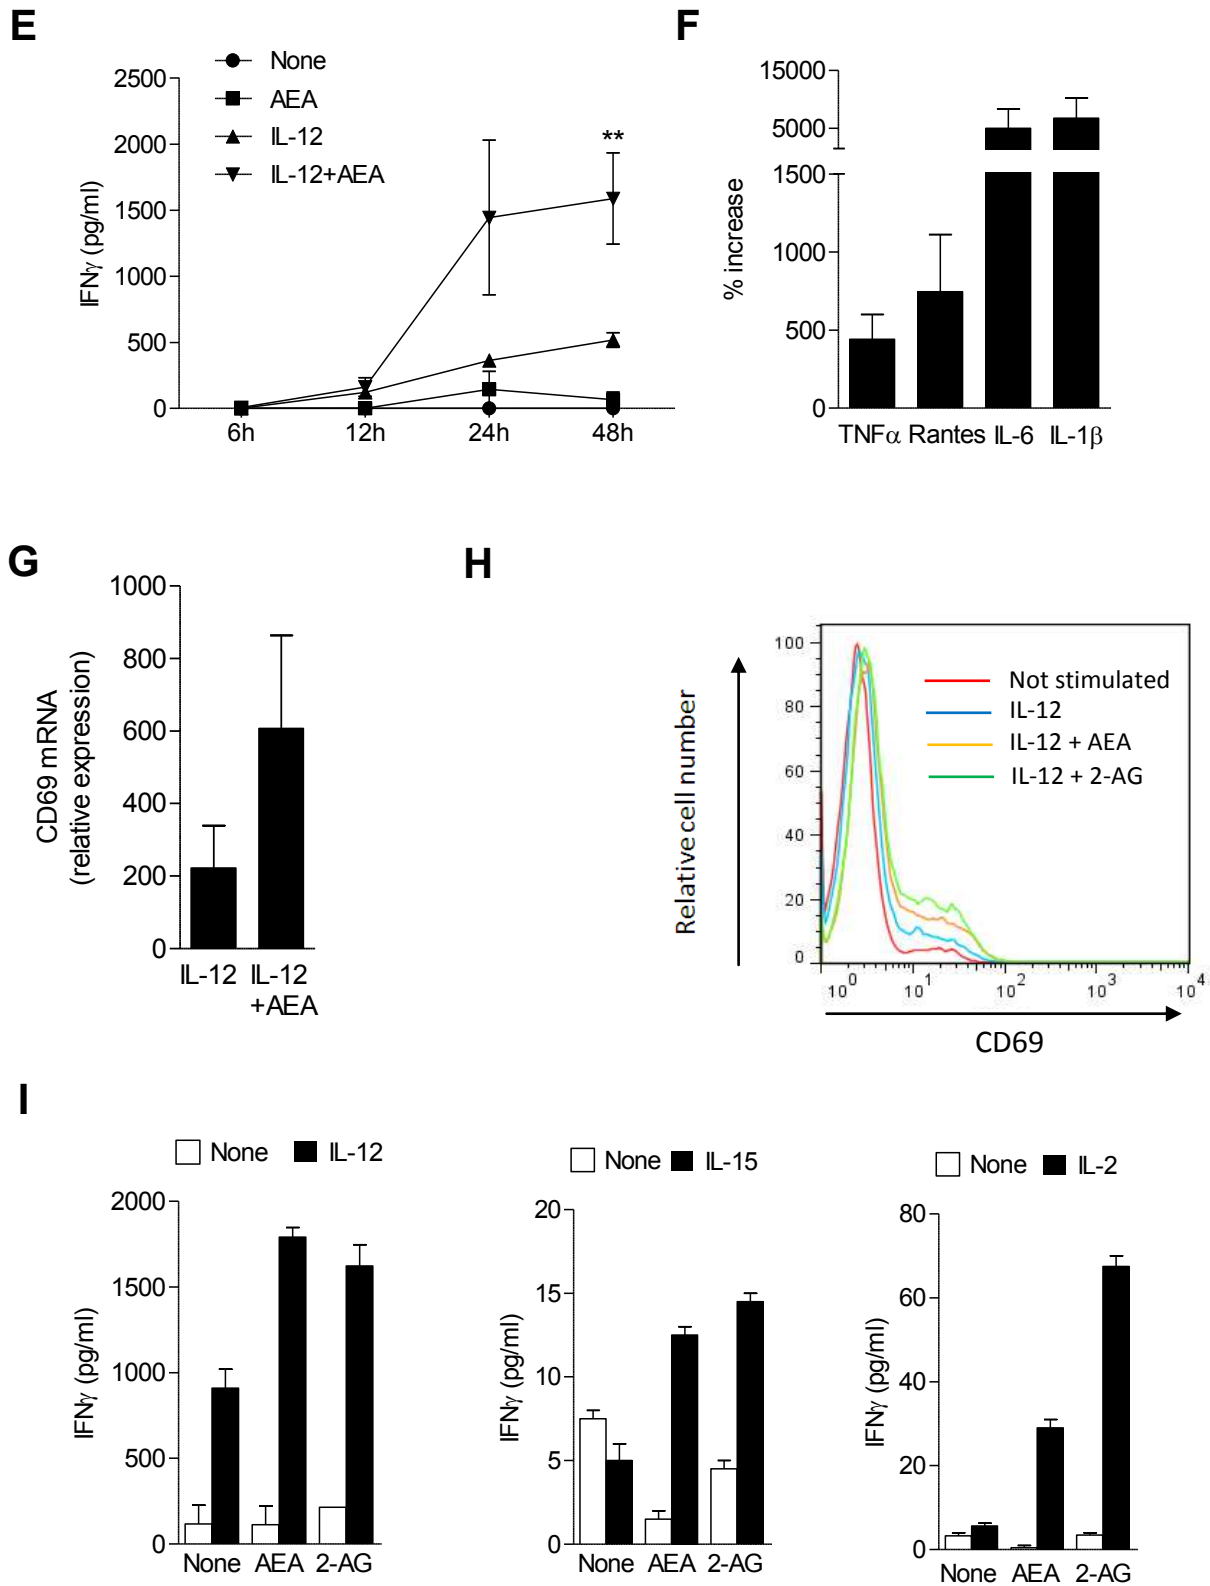 E
None
AEA
IL-12
IL-12+AEA
**
2500
2000
1500
1000
500
0
IFNγ (pg/ml)
6h 12h 24h 48h
F
15000
5000
1500
1000
500
0
% increase
TNFα Rantes IL-6 IL-1β
G
1000
800
600
400
200
0
CD69 mRNA
(relative expression)
IL-12 IL-12
+AEA
H
Relative cell number
100
80
60
40
20
0
Not stimulated
IL-12
IL-12 + AEA
IL-12 + 2-AG
10^0 10^1 10^2 10^3 10^4
CD69
I
None IL-12
2000
1500
1000
500
0
IFNγ (pg/ml)
None AEA 2-AG
None IL-15
20
15
10
5
0
IFNγ (pg/ml)
None AEA 2-AG
None IL-2
80
60
40
20
0
IFNγ (pg/ml)
None AEA 2-AG